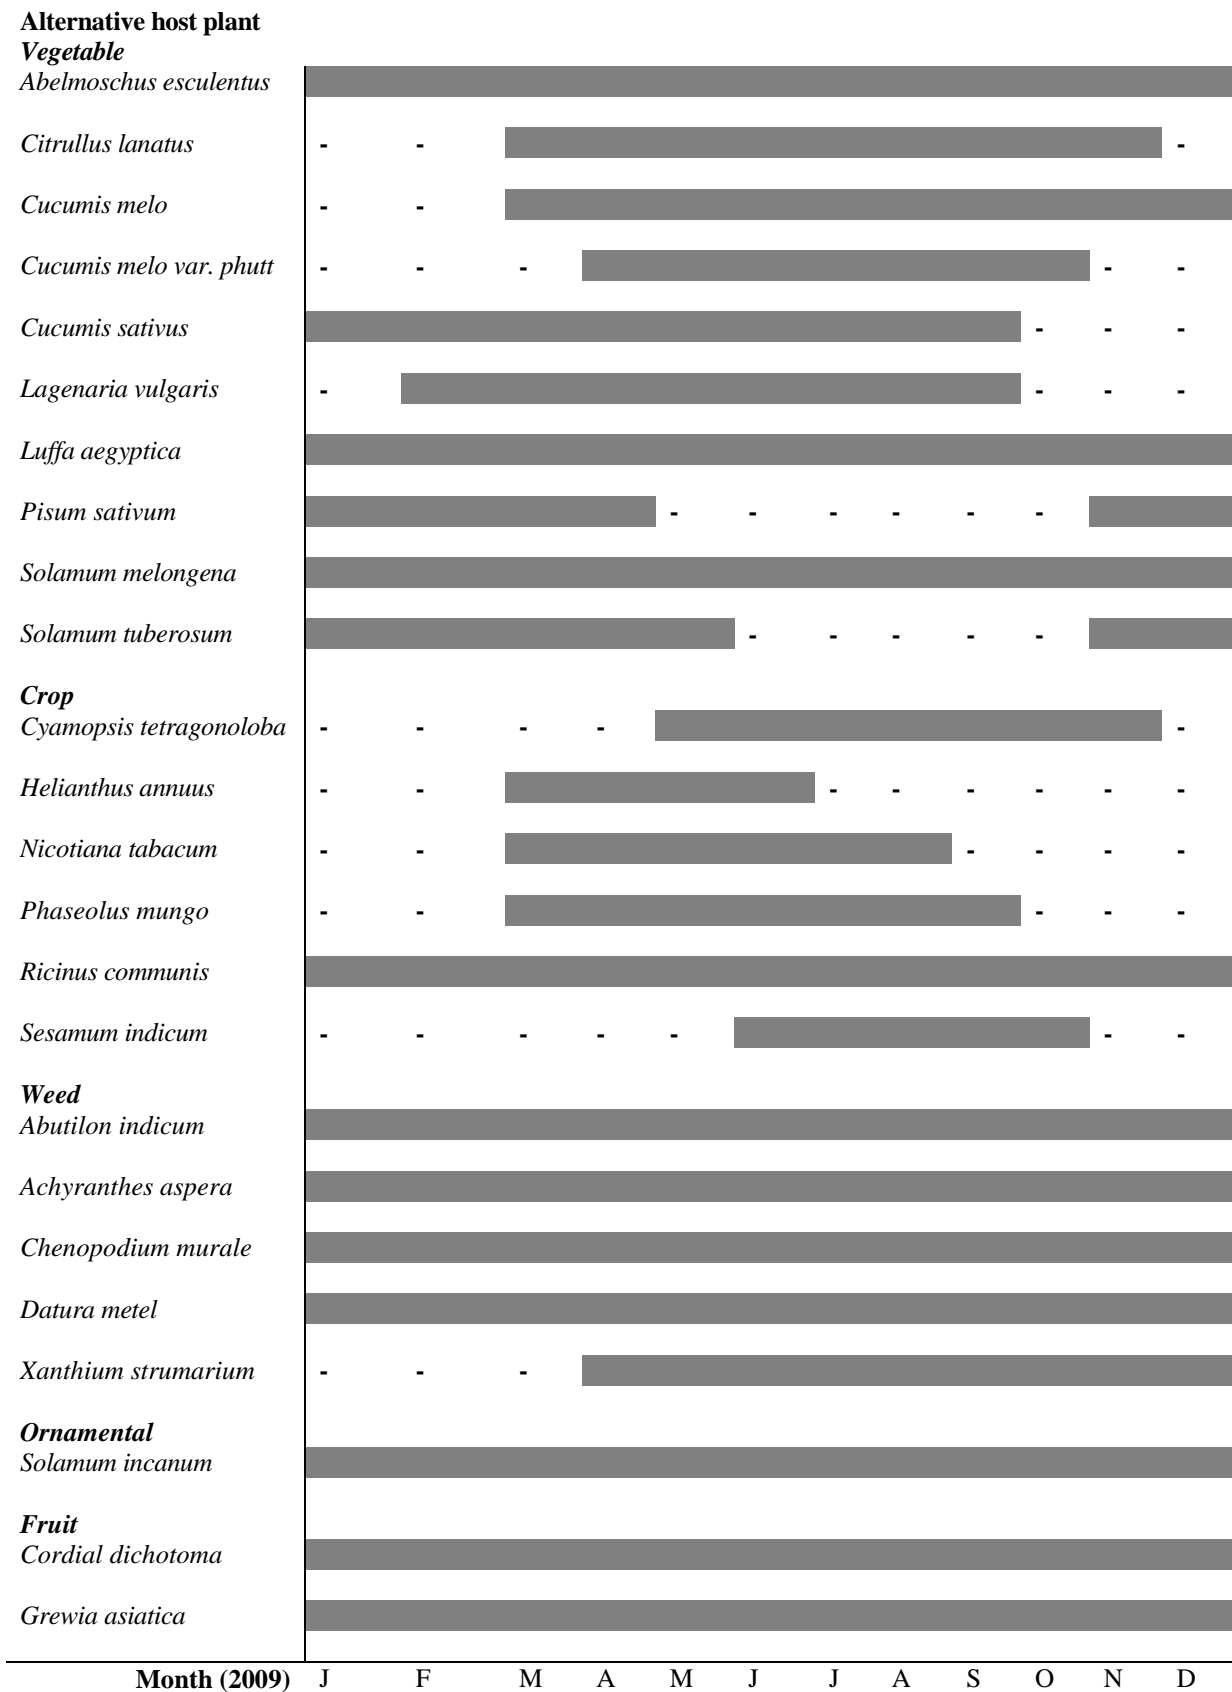 Alternative host plant
Vegetable
Abelmoschus esculentus
Citrullus lanatus - - -
Cucumis melo - -
Cucumis melo var. phutt - - - - -
Cucumis sativus - - -
Lagenaria vulgaris - - - -
Luffa aegyptica
Pisum sativum - - - - - -
Solamum melongena
Solamum tuberosum - - - - -
Crop
Cyamopsis tetragonoloba - - - - -
Helianthus annuus - - - - - - - -
Nicotiana tabacum - - - - - -
Phaseolus mungo - - - - -
Ricinus communis
Sesamum indicum - - - - - - -
Weed
Abutilon indicum
Achyranthes aspera
Chenopodium murale
Datura metel
Xanthium strumarium - - -
Ornamental
Solamum incanum
Fruit
Cordial dichotoma
Grewia asiatica
Month (2009) J F M A M J J A S O N D